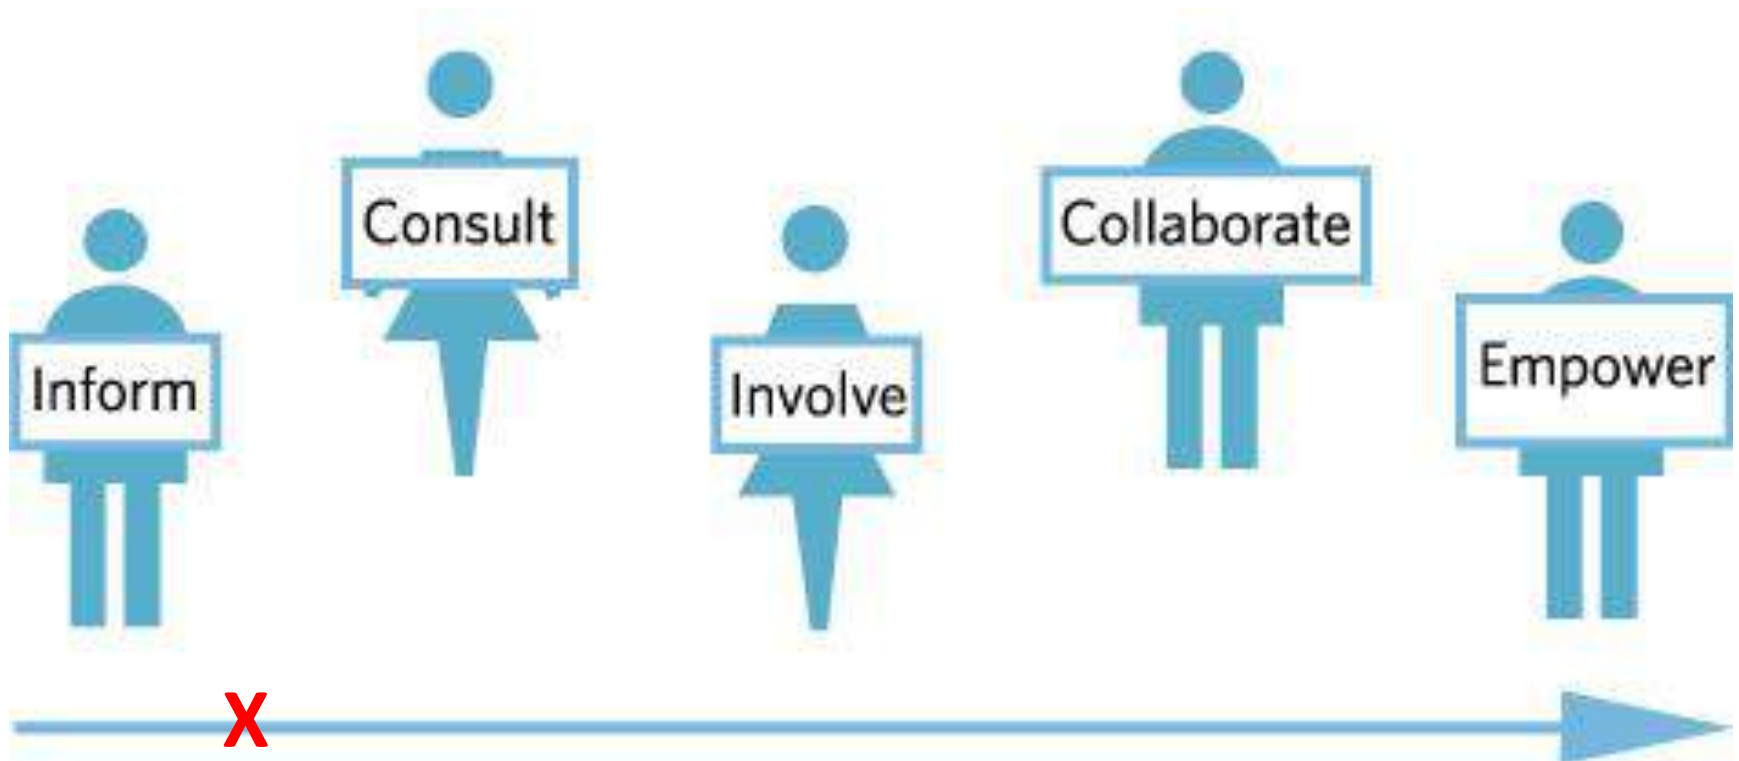 Inform
Consult
Involve
Collaborate
Empower
X